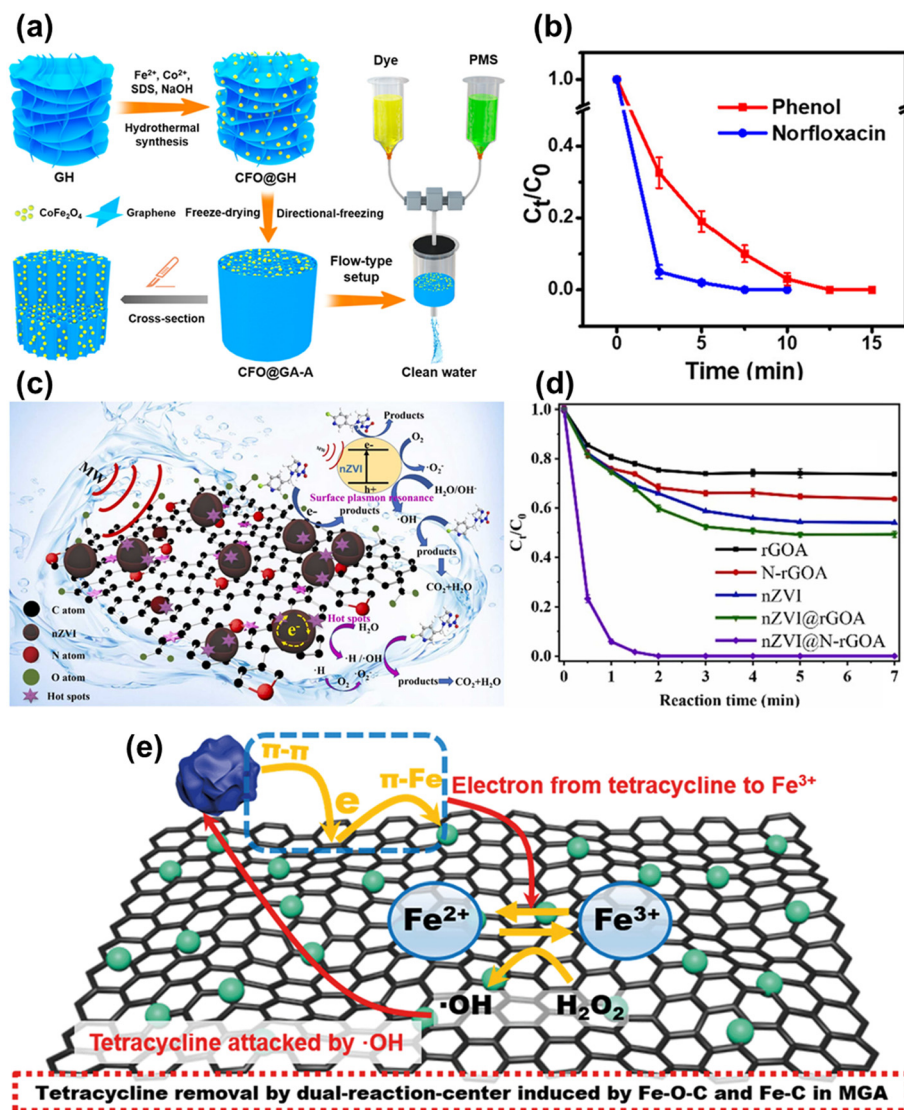 (a)
Fe²⁺, Co²⁺,
SDS, NaOH
Hydrothermal
synthesis
GH
CFO@GH
CoFe₂O₄
Graphene
Freeze-drying
Directional-freezing
Cross-section
CFO@GA-A
Flow-type
setup
Dye
PMS
Clean water
(b)
Cₜ/C₀
1.0
0.4
0.2
0.0
Phenol
Norfloxacin
0
5
10
15
Time (min)
(c)
MW
C atom
nZVI
N atom
O atom
Hot spots
Products
e-
nZVI
h+
O₂
·O₂⁻
H₂O/OH⁻
Surface plasmon resonance
e-
products
·OH
products
CO₂+H₂O
Hot spots
e⁻
H₂O
·H /·OH
·H
O₂
·O₂⁻
products
CO₂+H₂O
(d)
Cₜ/C₀
1.0
0.8
0.6
0.4
0.2
0.0
rGOA
N-rGOA
nZVI
nZVI@rGOA
nZVI@N-rGOA
0 1 2 3 4 5 6 7
Reaction time (min)
(e)
π-π
e
π-Fe
Electron from tetracycline to Fe³⁺
Fe²⁺
Fe³⁺
·OH
H₂O₂
Tetracycline attacked by ·OH
Tetracycline removal by dual-reaction-center induced by Fe-O-C and Fe-C in MGA